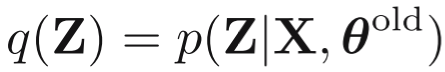 q(𝐙) = p(𝐙|𝐗, 𝜽^old)